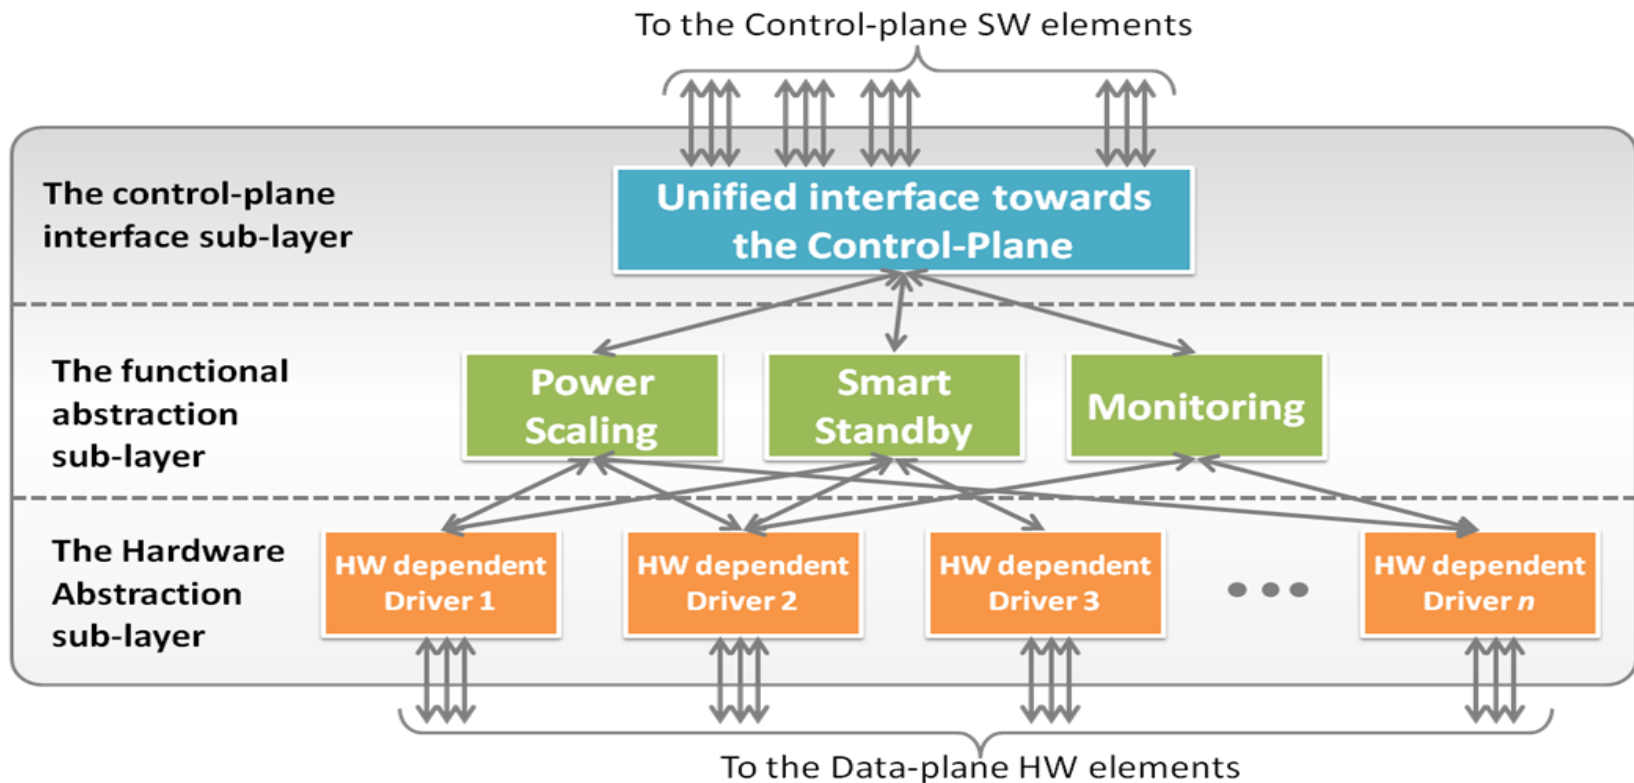 To the Control-plane SW elements
The control-plane
interface sub-layer
Unified interface towards
the Control-Plane
The functional
abstraction
sub-layer
Power
Scaling
Smart
Standby
Monitoring
The Hardware
Abstraction
sub-layer
HW dependent
Driver 1
HW dependent
Driver 2
HW dependent
Driver 3
HW dependent
Driver n
To the Data-plane HW elements